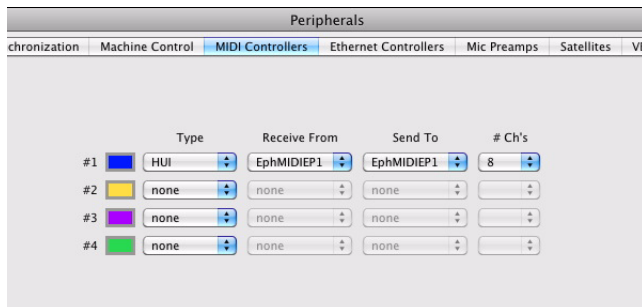 Peripherals
chronization Machine Control MIDI Controllers Ethernet Controllers Mic Preamps Satellites VI
Type Receive From Send To # Ch's
#1 HUI EphMIDIEP1 EphMIDIEP1 8
#2 none none none
#3 none none none
#4 none none none